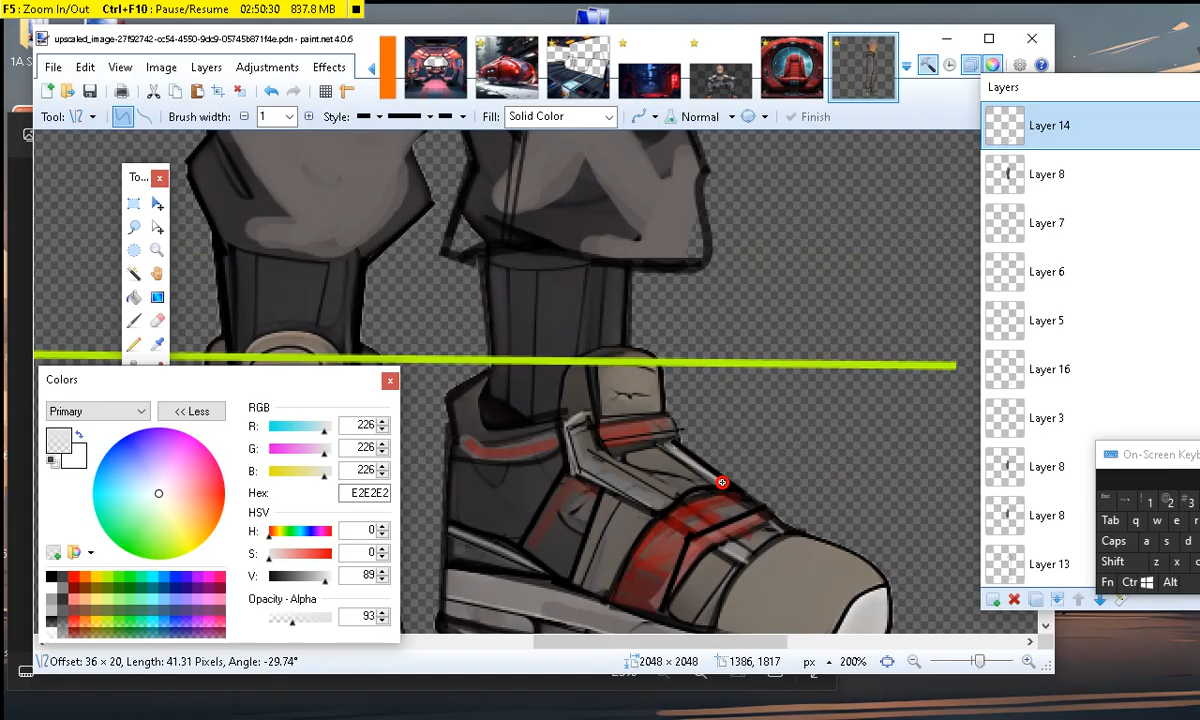 F5: Zoom In/Out Ctrl+F10: Pause/Resume 02:50:30 837.8 MB
1A S
upscaled_image-27f92742-cc54-4550-9dc9-05745b871f4e.pdn - paint.net 4.0.6
File Edit View Image Layers Adjustments Effects
Tool: Brush width: 1 Style: Fill: Solid Color Normal Finish
Layers
Layer 14
Layer 8
Layer 7
Layer 6
Layer 5
Layer 16
Layer 3
Layer 8
Layer 8
Layer 13
To...
Colors
Primary << Less
RGB
R: 226
G: 226
B: 226
Hex: E2E2E2
HSV
H: 0
S: 0
V: 89
Opacity - Alpha
93
On-Screen Keyb
Esc ~ ` ! 1 @ 2 # 3
Tab q w e r
Caps a s d
Shift z x c
Fn Ctrl Alt
Offset: 36 × 20, Length: 41.31 Pixels, Angle: -29.74° 2048 × 2048 1386, 1817 px 200%